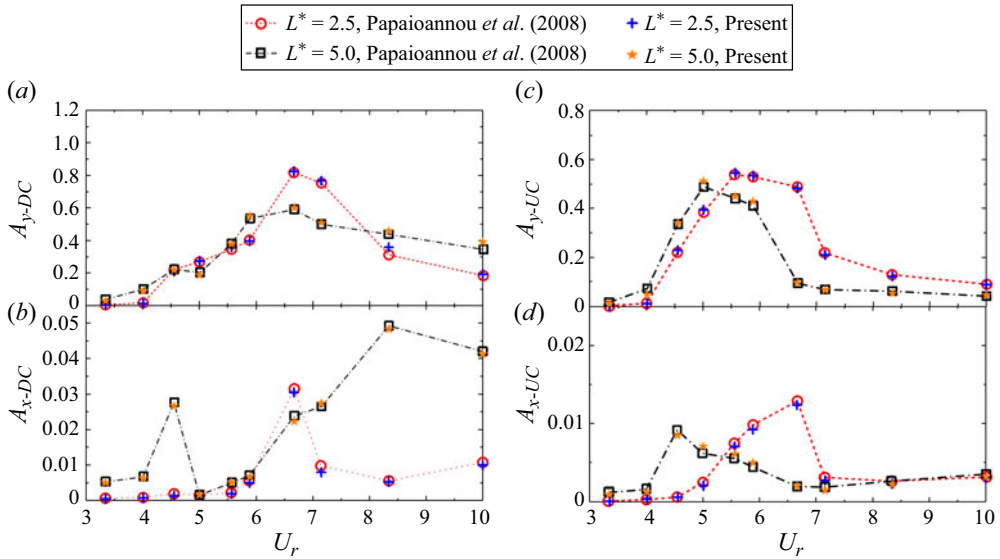 L* = 2.5, Papaioannou et al. (2008) L* = 2.5, Present
L* = 5.0, Papaioannou et al. (2008) L* = 5.0, Present
(a)
1.2
1.0
0.8
0.6
0.4
0.2
0
A_{y-DC}
(c)
0.8
0.6
0.4
0.2
0
A_{y-UC}
(b)
0.05
0.04
0.03
0.02
0.01
0
A_{x-DC}
3 4 5 6 7 8 9 10
U_r
(d)
0.02
0.01
0
A_{x-UC}
3 4 5 6 7 8 9 10
U_r